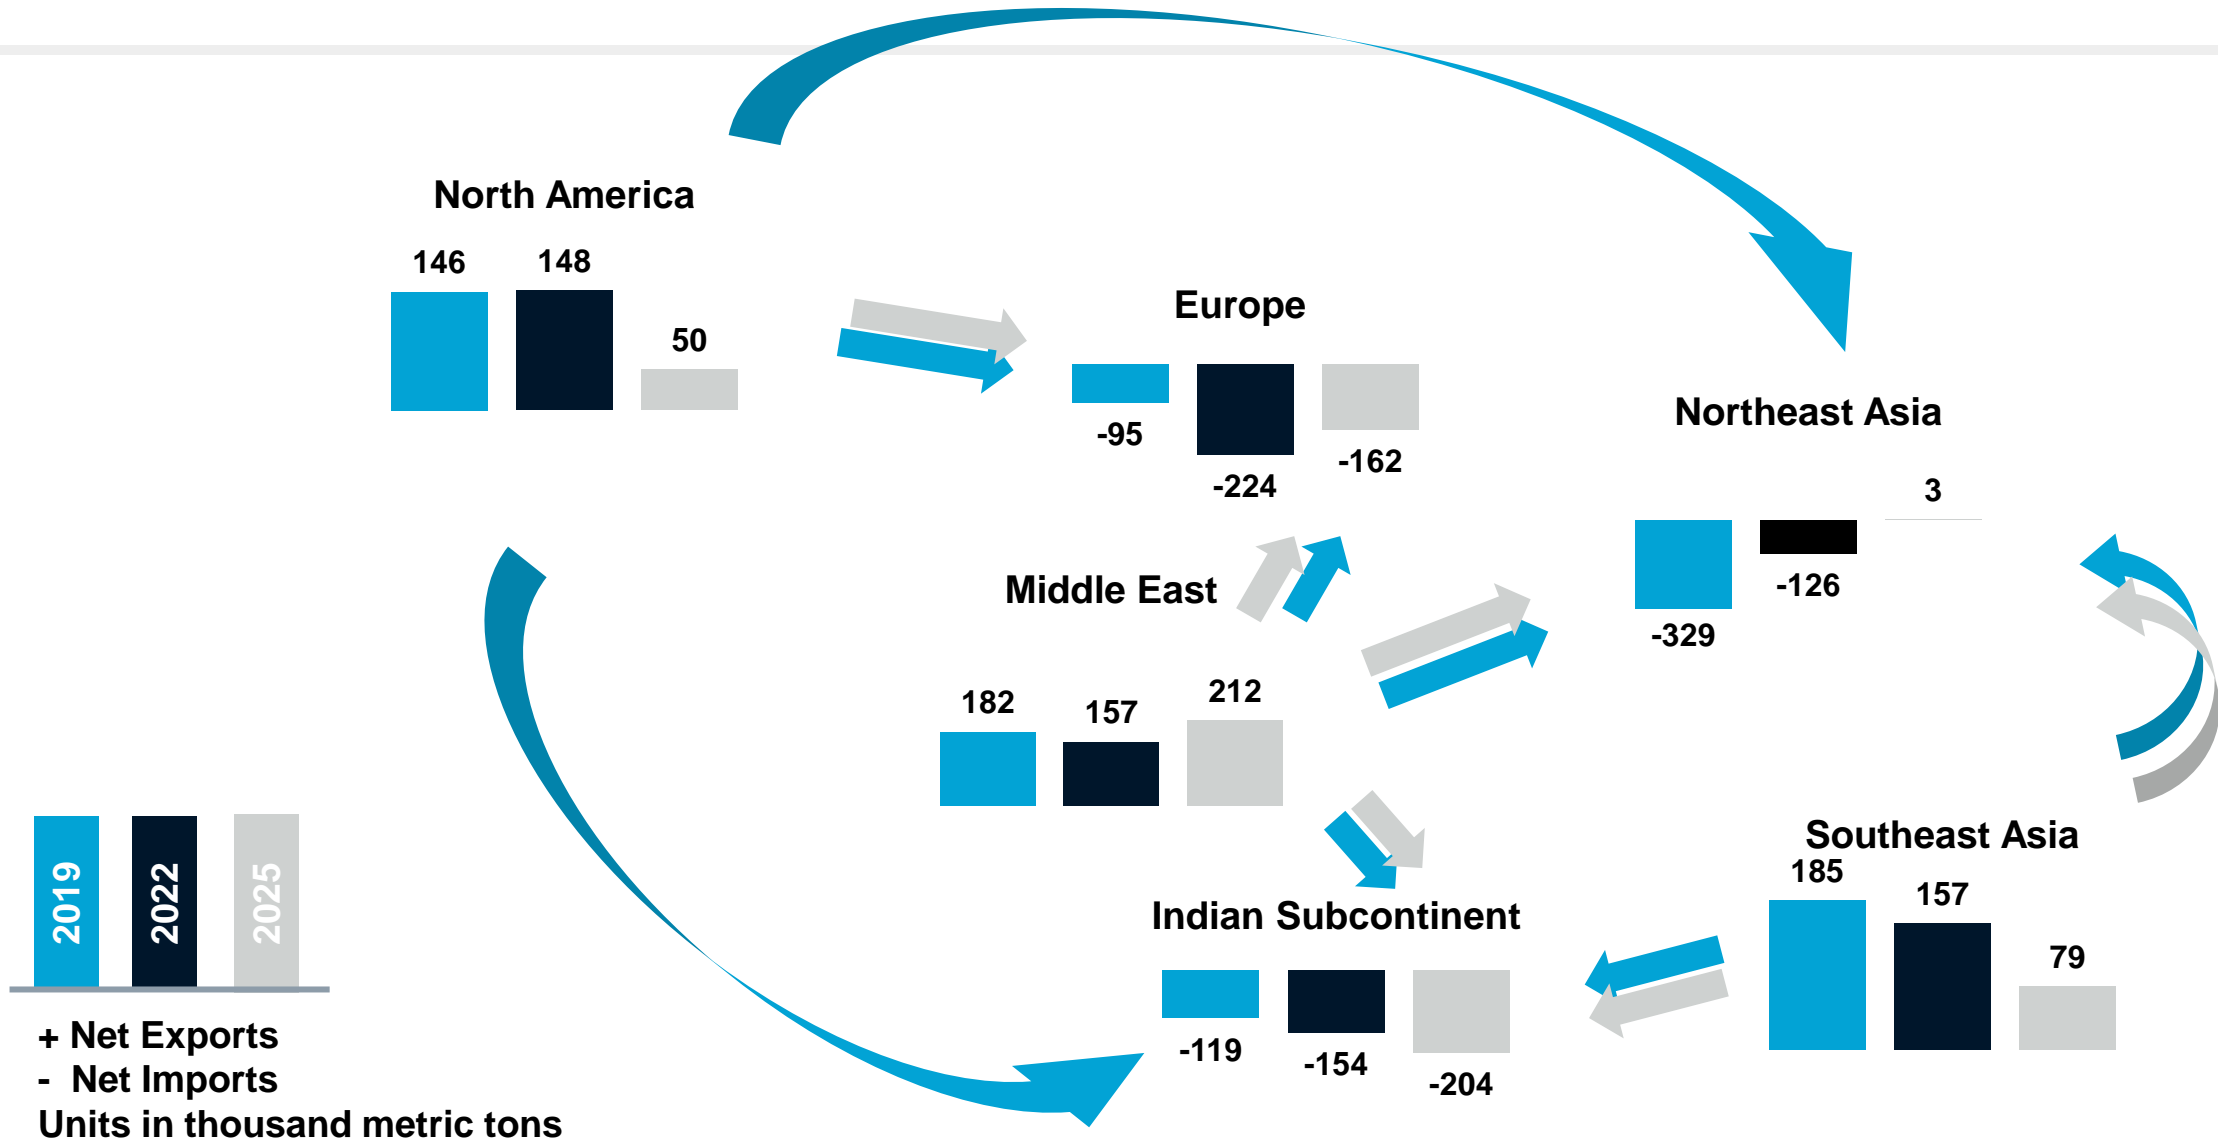 North America
146
148
50
Europe
-95
-224
-162
Northeast Asia
-329
-126
3
Middle East
182
157
212
Southeast Asia
185
157
79
Indian Subcontinent
-119
-154
-204
2019
2022
2025
+ Net Exports
- Net Imports
Units in thousand metric tons